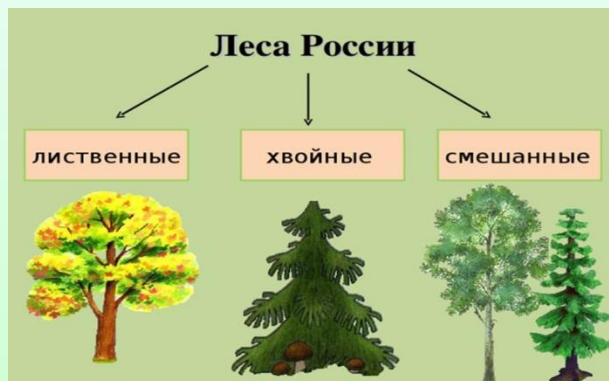 Леса России
лиственные
хвойные
смешанные